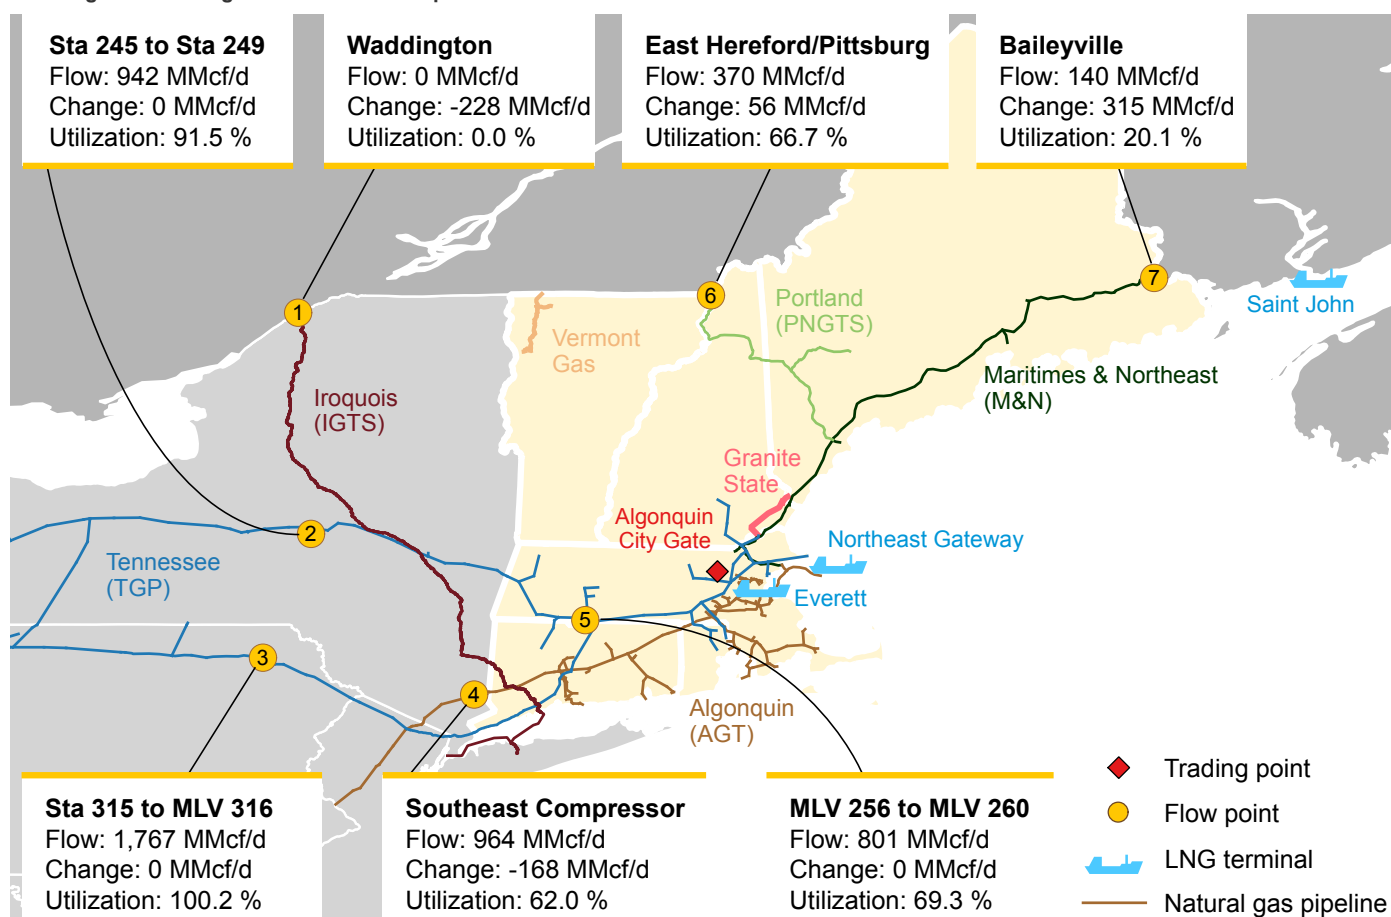 Sta 245 to Sta 249
Flow: 942 MMcf/d
Change: 0 MMcf/d
Utilization: 91.5 %
Waddington
Flow: 0 MMcf/d
Change: -228 MMcf/d
Utilization: 0.0 %
East Hereford/Pittsburg
Flow: 370 MMcf/d
Change: 56 MMcf/d
Utilization: 66.7 %
Baileyville
Flow: 140 MMcf/d
Change: 315 MMcf/d
Utilization: 20.1 %
1
6
7
Saint John
Portland
(PNGTS)
Vermont
Gas
Maritimes & Northeast
(M&N)
Iroquois
(IGTS)
Granite
State
Algonquin
City Gate
2
Northeast Gateway
Tennessee
(TGP)
Everett
5
3
4
Algonquin
(AGT)
Sta 315 to MLV 316
Flow: 1,767 MMcf/d
Change: 0 MMcf/d
Utilization: 100.2 %
Southeast Compressor
Flow: 964 MMcf/d
Change: -168 MMcf/d
Utilization: 62.0 %
MLV 256 to MLV 260
Flow: 801 MMcf/d
Change: 0 MMcf/d
Utilization: 69.3 %
Trading point
Flow point
LNG terminal
Natural gas pipeline